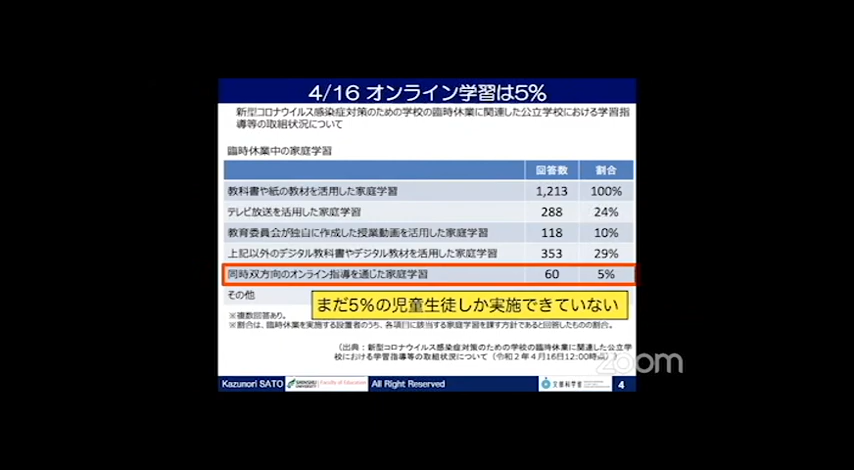 4/16 オンライン学習は5%
新型コロナウイルス感染症対策のための学校の臨時休業に関連した公立学校における学習指
導等の取組状況について
臨時休業中の家庭学習
回答数 割合
教科書や紙の教材を活用した家庭学習 1,213 100%
テレビ放送を活用した家庭学習 288 24%
教育委員会が独自に作成した授業動画を活用した家庭学習 118 10%
上記以外のデジタル教科書やデジタル教材を活用した家庭学習 353 29%
同時双方向のオンライン指導を通じた家庭学習 60 5%
その他
まだ5%の児童生徒しか実施できていない
※複数回答あり。
※割合は、臨時休業を実施する設置者のうち、各項目に該当する家庭学習を課す方針であると回答したものの割合。
(出典:新型コロナウイルス感染症対策のための学校の臨時休業に関連した公立学
校における学習指導等の取組状況について(令和2年4月16日12:00時点))
zoom
Kazumori SATO SHINSHU UNIVERSITY Faculty of Education All Right Reserved 文部科学省 4